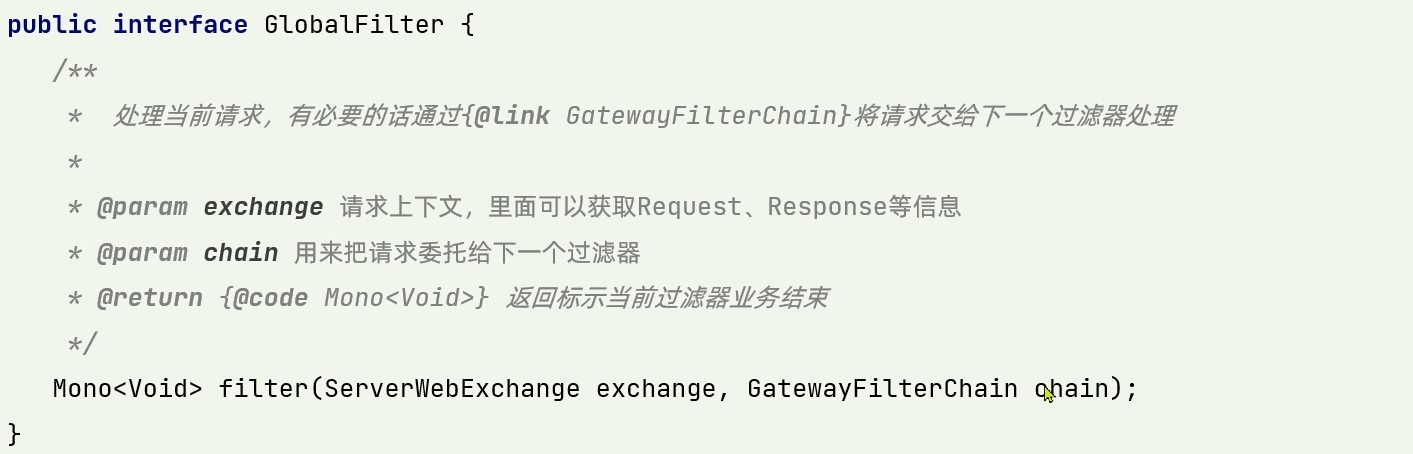 public interface GlobalFilter {
/**
*  处理当前请求，有必要的话通过{@link GatewayFilterChain}将请求交给下一个过滤器处理
*
* @param exchange 请求上下文，里面可以获取Request、Response等信息
* @param chain 用来把请求委托给下一个过滤器
* @return {@code Mono<Void>} 返回标示当前过滤器业务结束
*/
Mono<Void> filter(ServerWebExchange exchange, GatewayFilterChain chain);
}